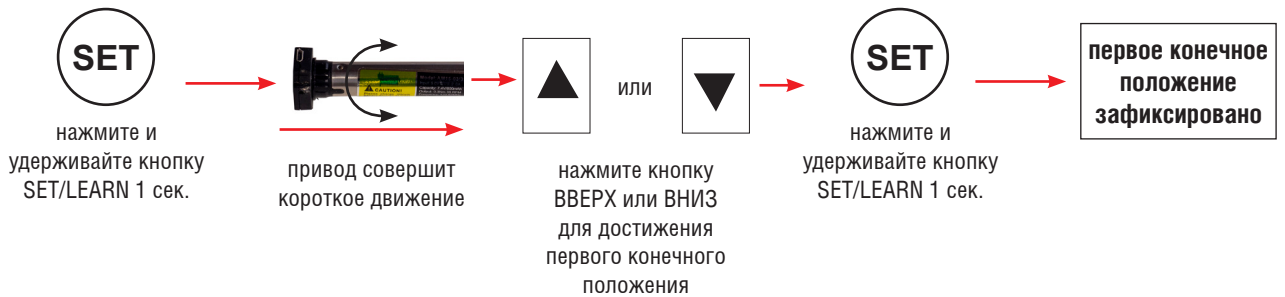 SET
нажмите и
удерживайте кнопку
SET/LEARN 1 сек.
CAUTION!
привод совершит
короткое движение
или
нажмите кнопку
ВВЕРХ или ВНИЗ
для достижения
первого конечного
положения
SET
нажмите и
удерживайте кнопку
SET/LEARN 1 сек.
первое конечное
положение
зафиксировано